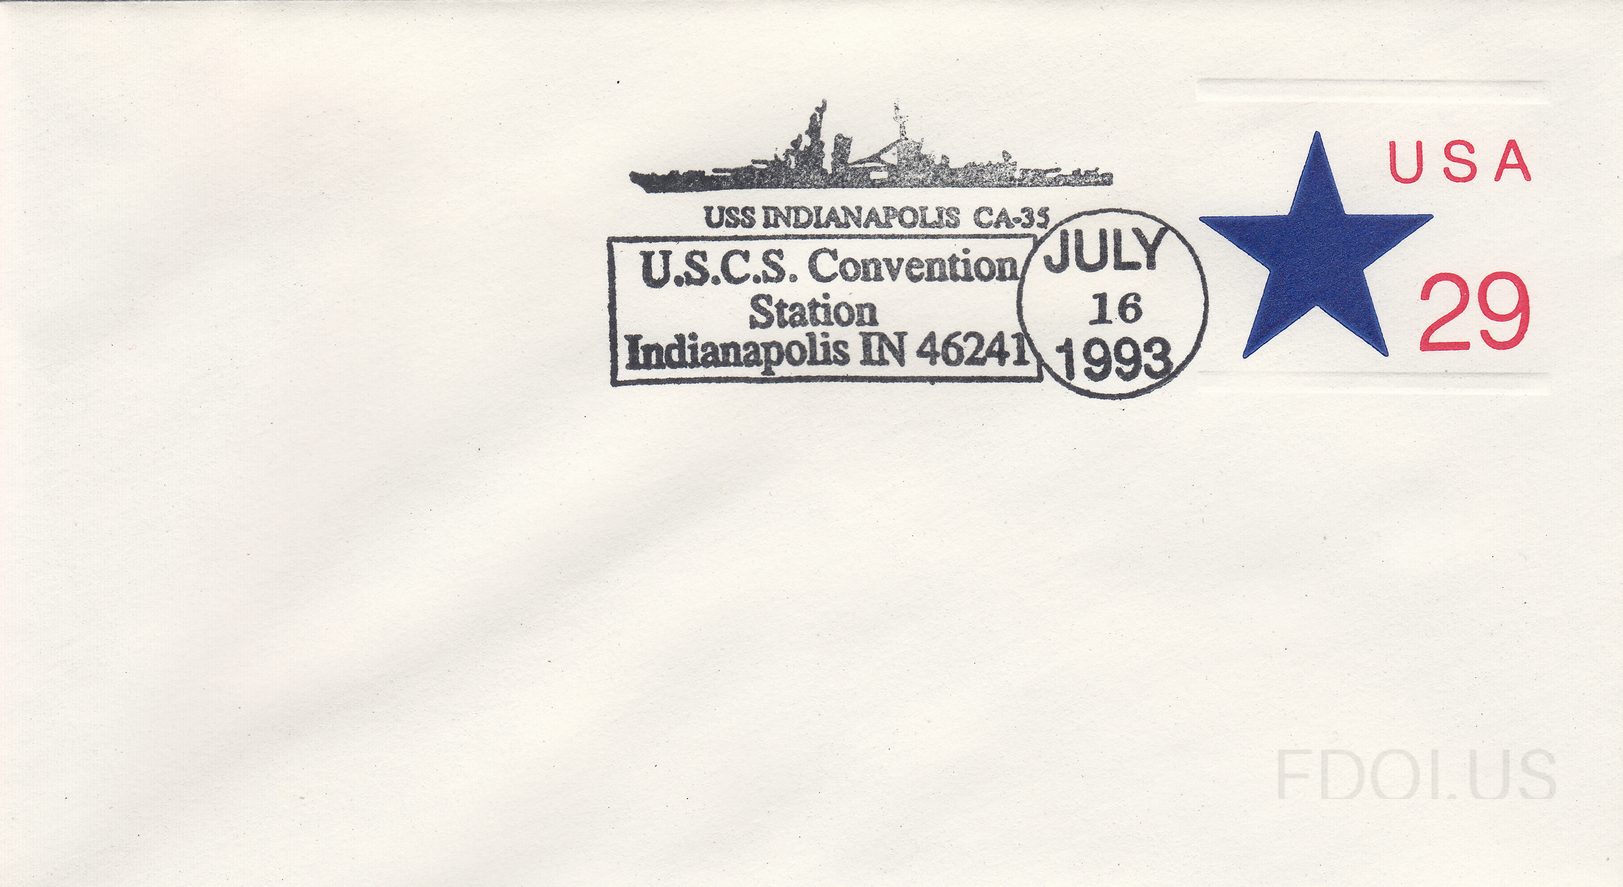 USS INDIANAPOLIS CA-35
U.S.C.S. Convention
Station
Indianapolis IN 46241
JULY
16
1993
USA
29
FDOI.US